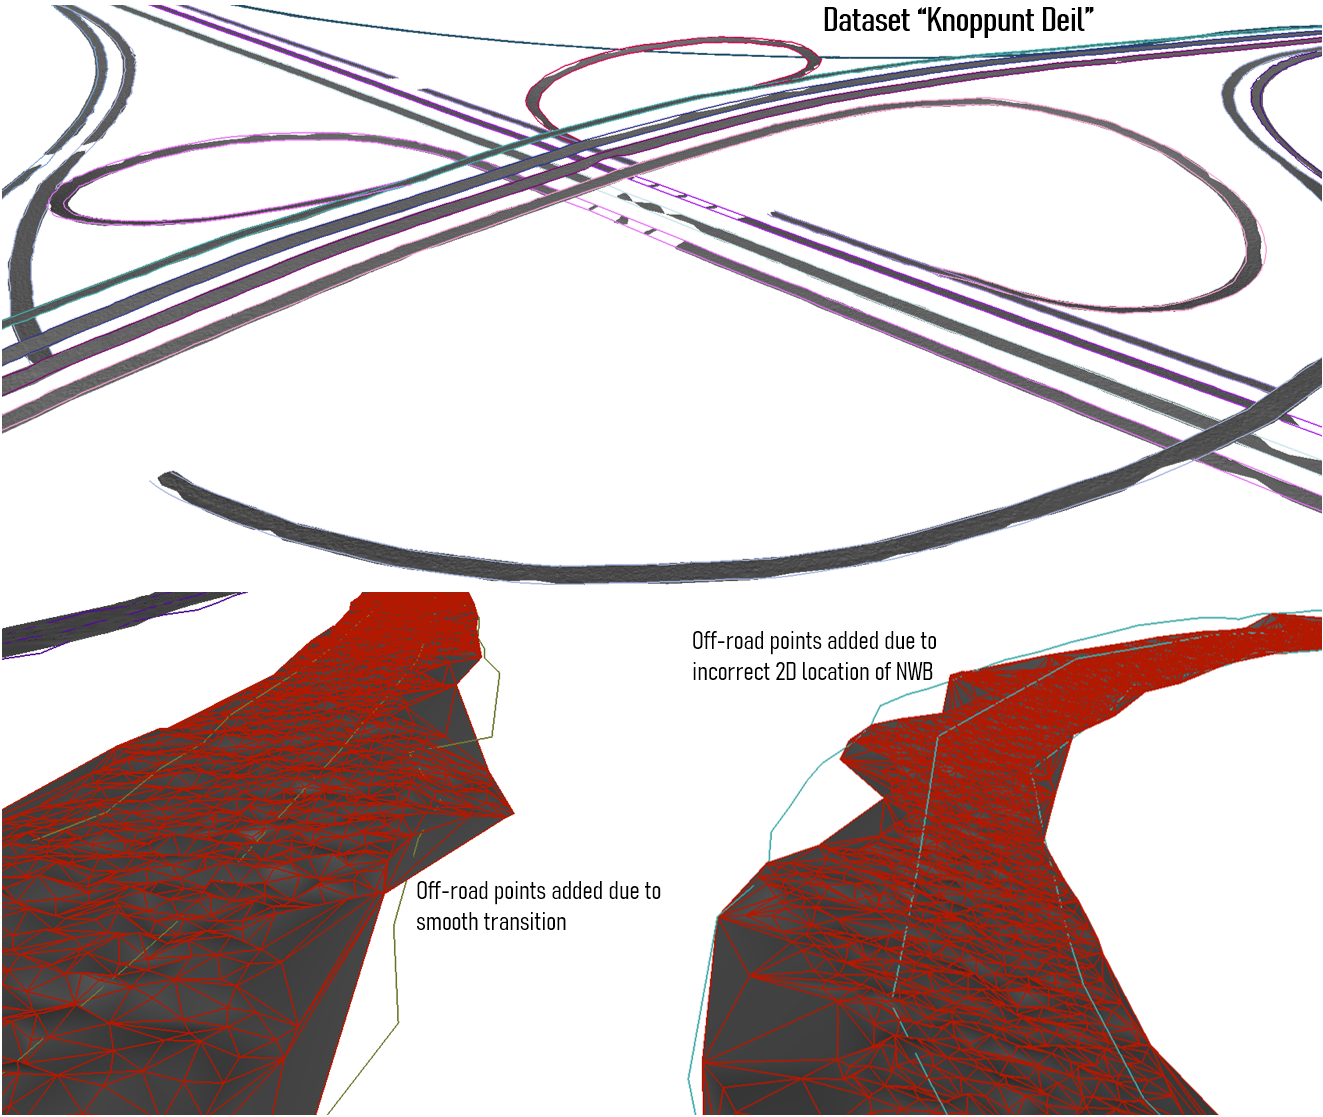 Dataset “Knoppunt Deil”
Off-road points added due to
incorrect 2D location of NWB
Off-road points added due to
smooth transition